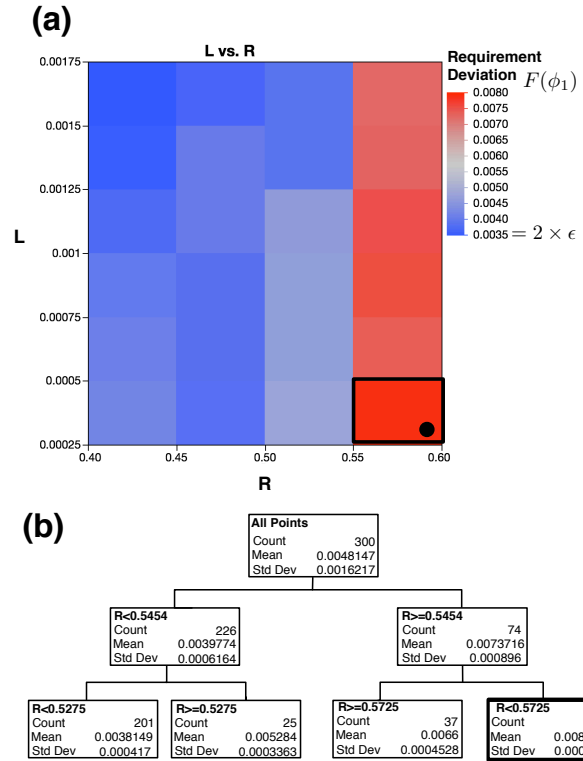 (a)
L vs. R
Requirement
Deviation F(ϕ₁)
0.0080
0.0075
0.0070
0.0065
0.0060
0.0055
0.0050
0.0045
0.0040
0.0035 = 2 × ϵ
0.00175
0.0015
0.00125
0.001
0.00075
0.0005
0.00025
L
0.40 0.45 0.50 0.55 0.60
R
(b)
All Points
Count 300
Mean 0.0048147
Std Dev 0.0016217
R<0.5454
Count 226
Mean 0.0039774
Std Dev 0.0006164
R>=0.5454
Count 74
Mean 0.0073716
Std Dev 0.000896
R<0.5275
Count 201
Mean 0.0038149
Std Dev 0.000417
R>=0.5275
Count 25
Mean 0.005284
Std Dev 0.0003363
R>=0.5725
Count 37
Mean 0.0066
Std Dev 0.0004528
R<0.5725
Count
Mean 0.008
Std Dev 0.000